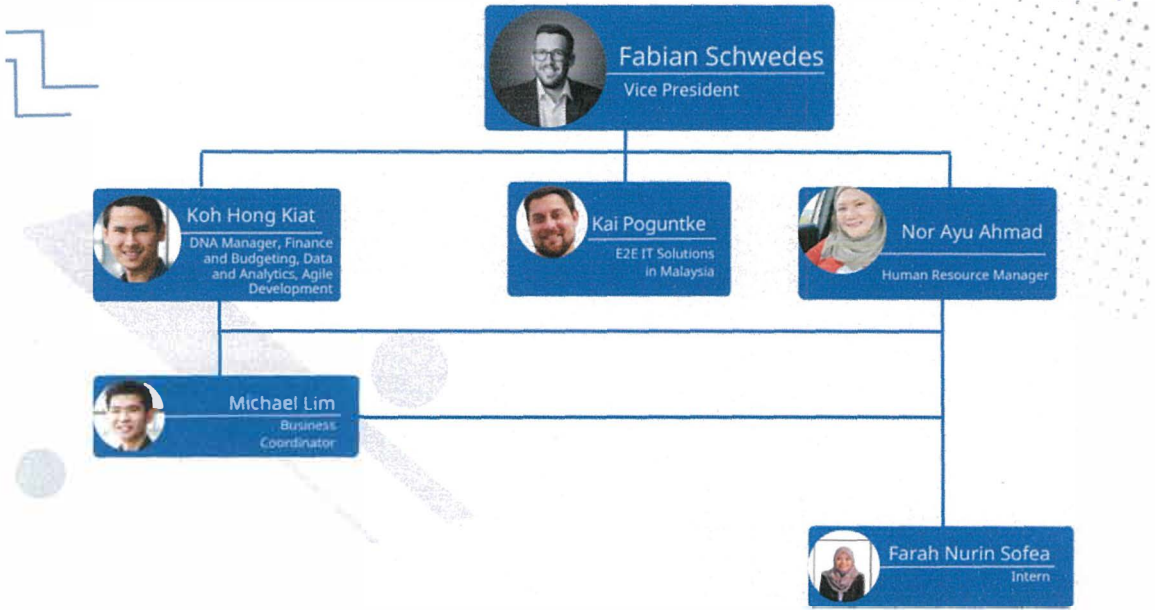 Fabian Schwedes
Vice President
Koh Hong Kiat
DNA Manager, Finance
and Budgeting, Data
and Analytics, Agile
Development
Kai Poguntke
E2E IT Solutions
in Malaysia
Nor Ayu Ahmad
Human Resource Manager
Michael Lim
Business
Coordinator
Farah Nurin Sofea
Intern